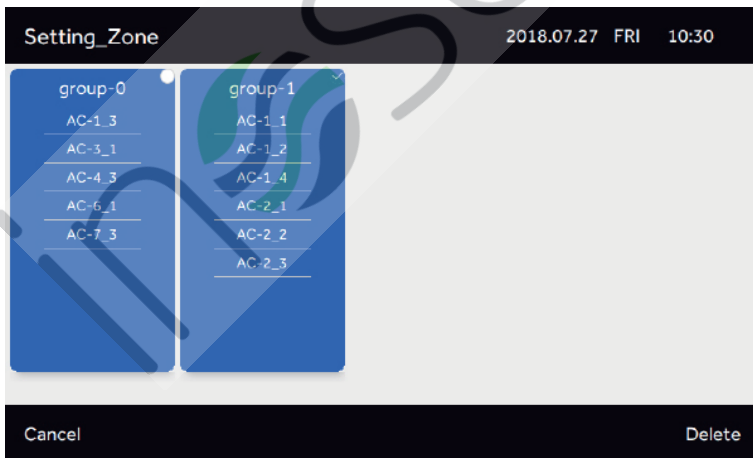 Setting_Zone 2018.07.27 FRI 10:30
group-0
AC-1_3
AC-3_1
AC-4_3
AC-6_1
AC-7_3
group-1
AC-1_1
AC-1_2
AC-1_4
AC-2_1
AC-2_2
AC-2_3
Cancel Delete